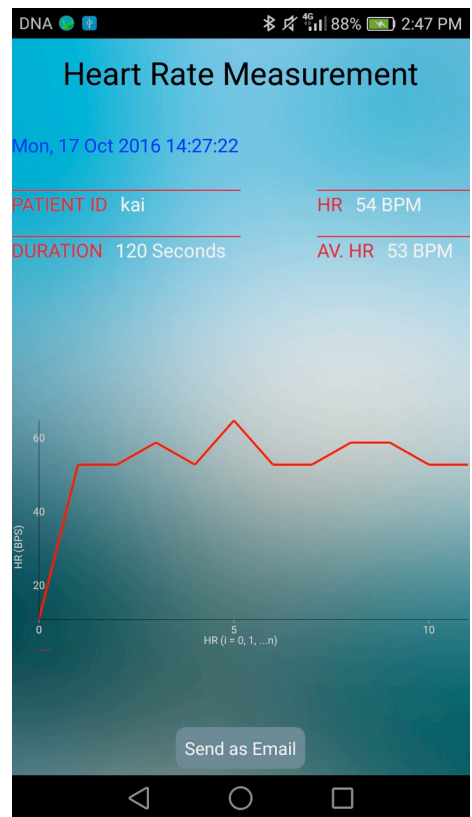 DNA 4G 88% 2:47 PM
Heart Rate Measurement
Mon, 17 Oct 2016 14:27:22
PATIENT ID kai HR 54 BPM
DURATION 120 Seconds AV. HR 53 BPM
60
40
20
HR (BPS)
0 5 10
HR (i = 0, 1, ...n)
Send as Email